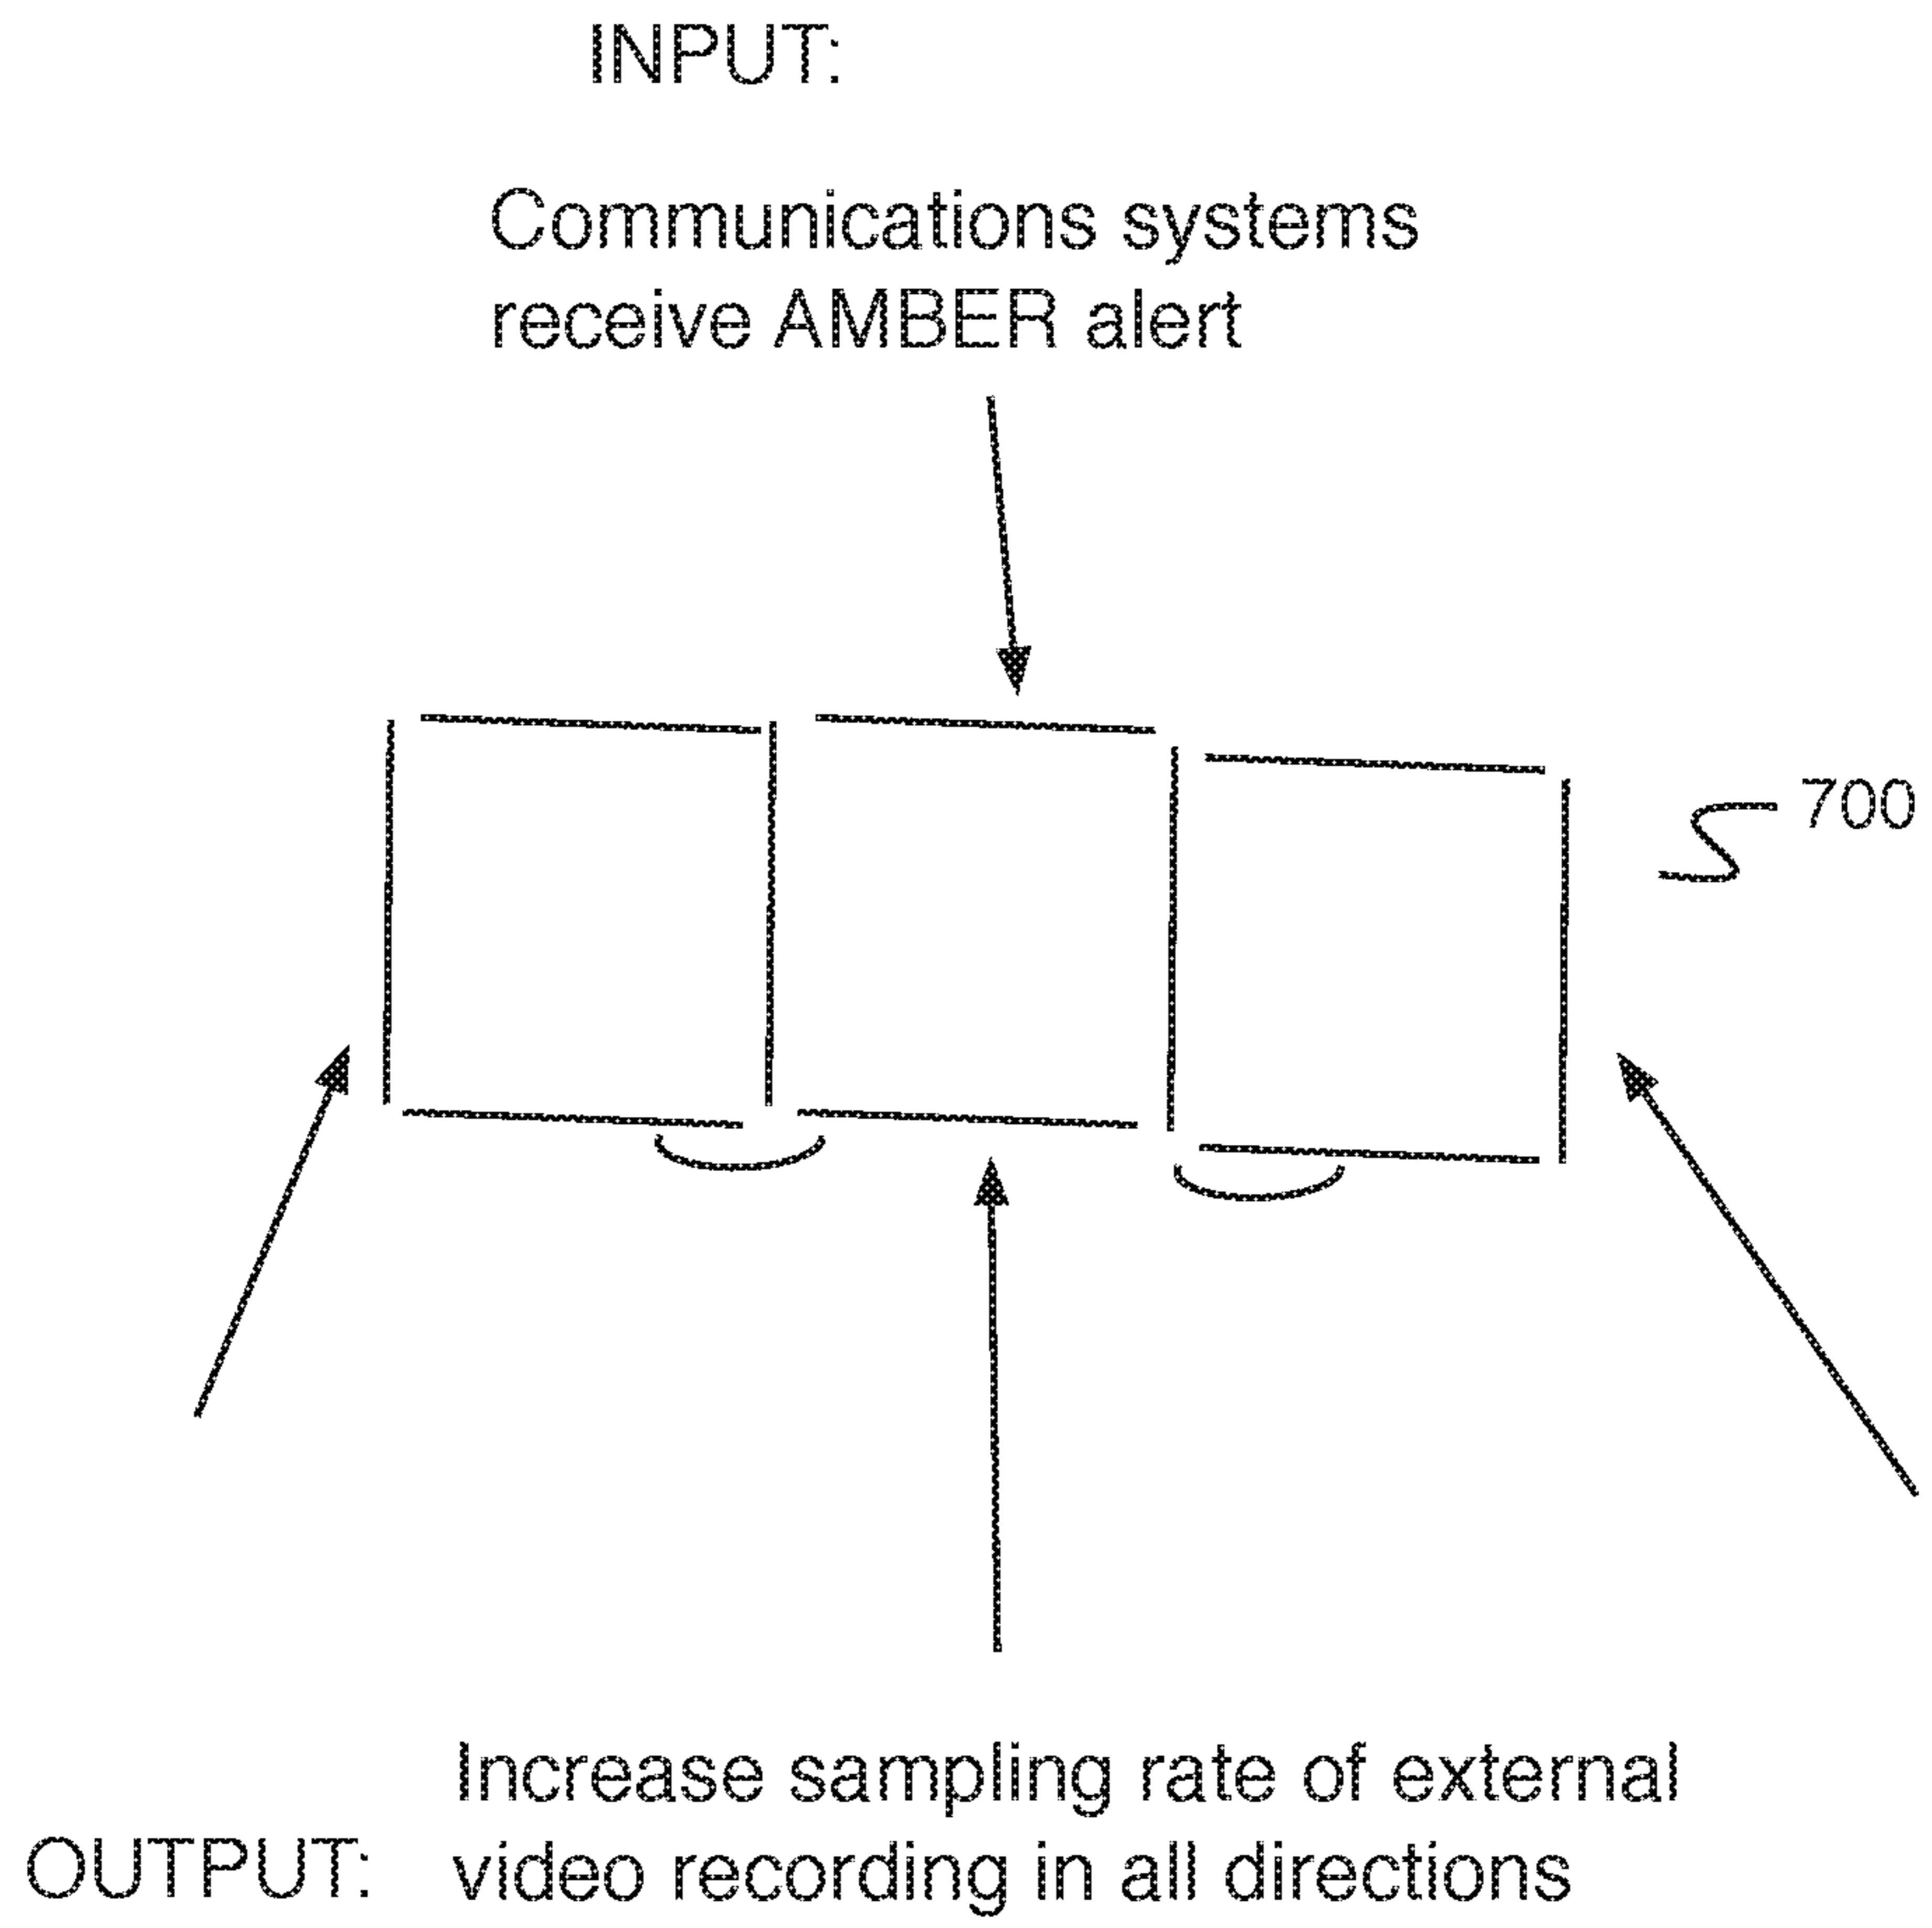 INPUT:
Communications systems
receive AMBER alert
700
Increase sampling rate of external
OUTPUT: video recording in all directions